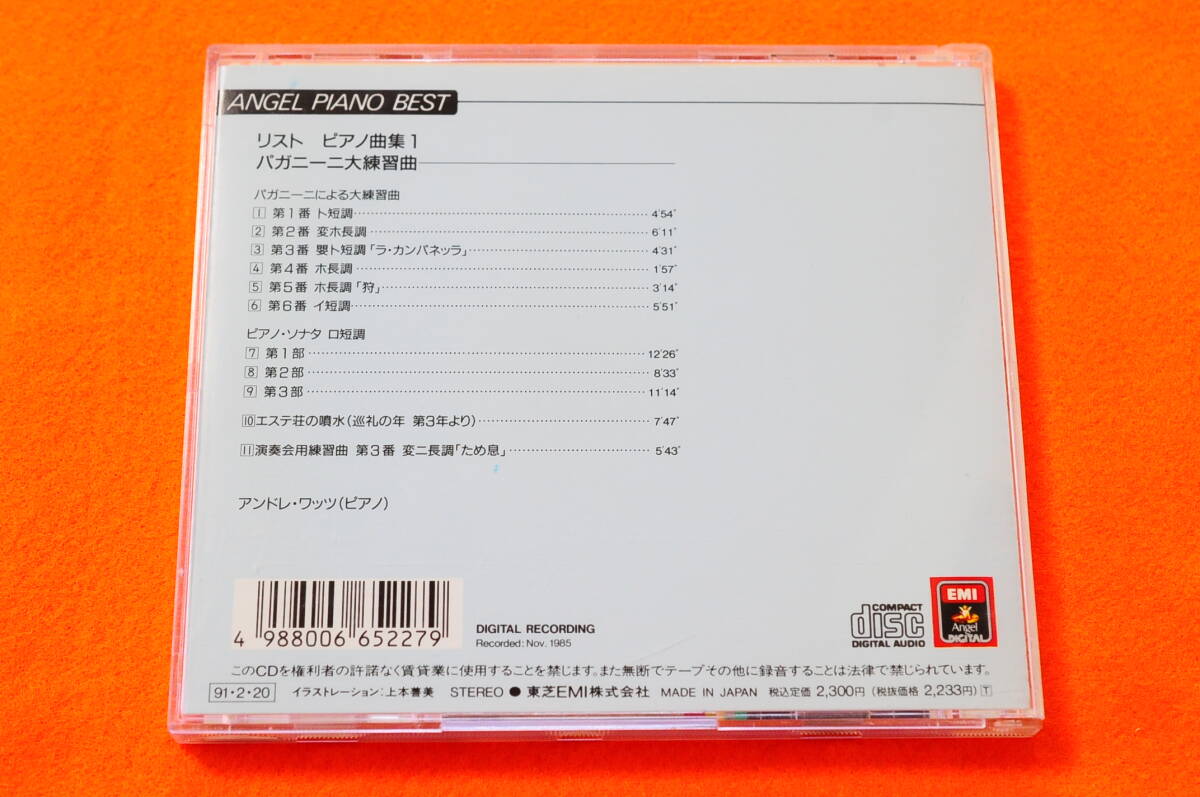 ANGEL PIANO BEST
リスト ピアノ曲集1
パガニーニ大練習曲
パガニーニによる大練習曲
1 第1番 ト短調 4'54"
2 第2番 変ホ長調 6'11"
3 第3番 嬰ト短調「ラ・カンパネッラ」 4'31"
4 第4番 ホ長調 1'57"
5 第5番 ホ長調「狩」 3'14"
6 第6番 イ短調 5'51"
ピアノ・ソナタ ロ短調
7 第1部 12'26"
8 第2部 8'33"
9 第3部 11'14"
10 エステ荘の噴水(巡礼の年 第3年より) 7'47"
11 演奏会用練習曲 第3番 変ニ長調「ため息」 5'43"
アンドレ・ワッツ(ピアノ)
4 988006 652279
DIGITAL RECORDING
Recorded: Nov. 1985
COMPACT
disc
DIGITAL AUDIO
EMI
Angel
DIGITAL
このCDを権利者の許諾なく賃貸業に使用することを禁じます。また無断でテープその他に録音することは法律で禁じられています。
91・2・20 イラストレーション:上本善美 STEREO ● 東芝EMI株式会社 MADE IN JAPAN 税込定価 2,300円(税抜価格 2,233円) T